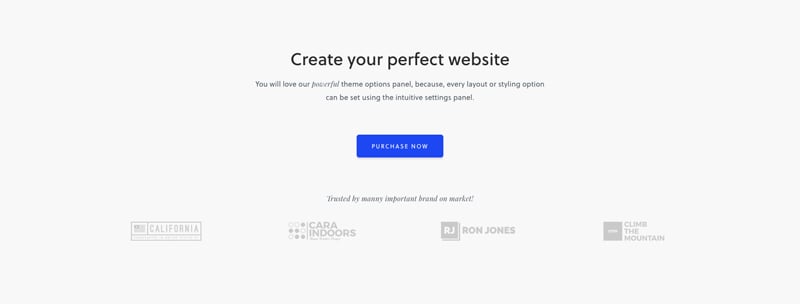 Create your perfect website
You will love our powerful theme options panel, because, every layout or styling option
can be set using the intuitive settings panel.
PURCHASE NOW
Trusted by manny important brand on market!
CALIFORNIA
CARA
INDOORS
RJ RON JONES
CLIMB
THE
MOUNTAIN